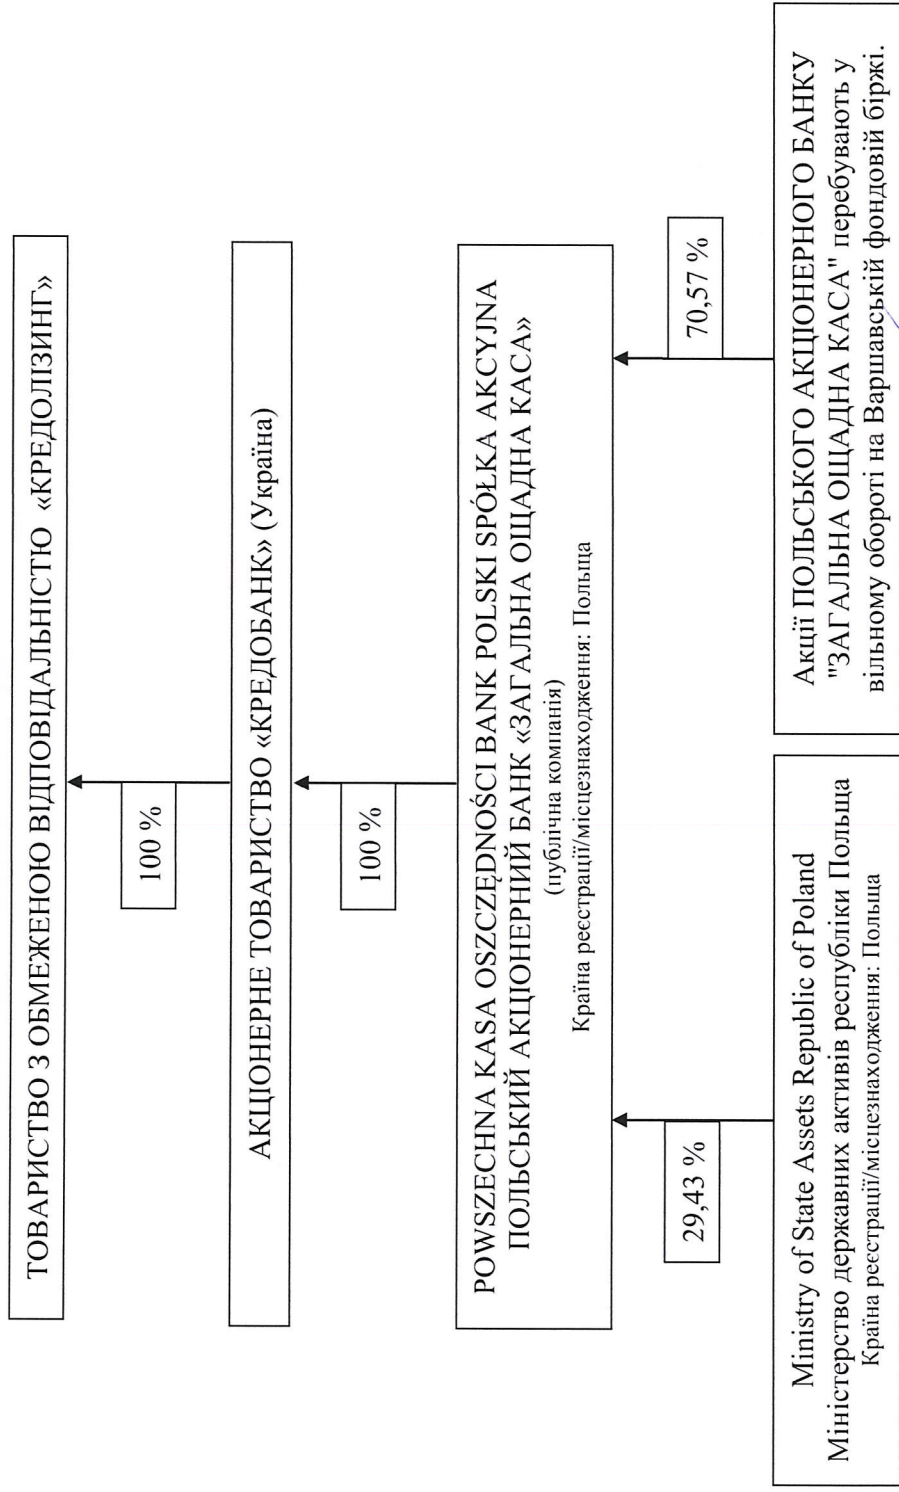 ТОВАРИСТВО З ОБМЕЖЕНОЮ ВІДПОВІДАЛЬНІСТЮ «КРЕДОЛІЗИНГ»
100 %
АКЦІОНЕРНЕ ТОВАРИСТВО «КРЕДОБАНК» (Україна)
100 %
POWSZECHNA KASA OSZCZĘDNOŚCI BANK POLSKI SPÓŁKA AKCYJNA
ПОЛЬСЬКИЙ АКЦІОНЕРНИЙ БАНК «ЗАГАЛЬНА ОЩАДНА КАСА»
(публічна компанія)
Країна реєстрації/місцезнаходження: Польща
29,43 %
70,57 %
Ministry of State Assets Republic of Poland
Міністерство державних активів республіки Польща
Країна реєстрації/місцезнаходження: Польща
Акції ПОЛЬСЬКОГО АКЦІОНЕРНОГО БАНКУ
"ЗАГАЛЬНА ОЩАДНА КАСА" перебувають у
вільному обороті на Варшавській фондовій біржі.